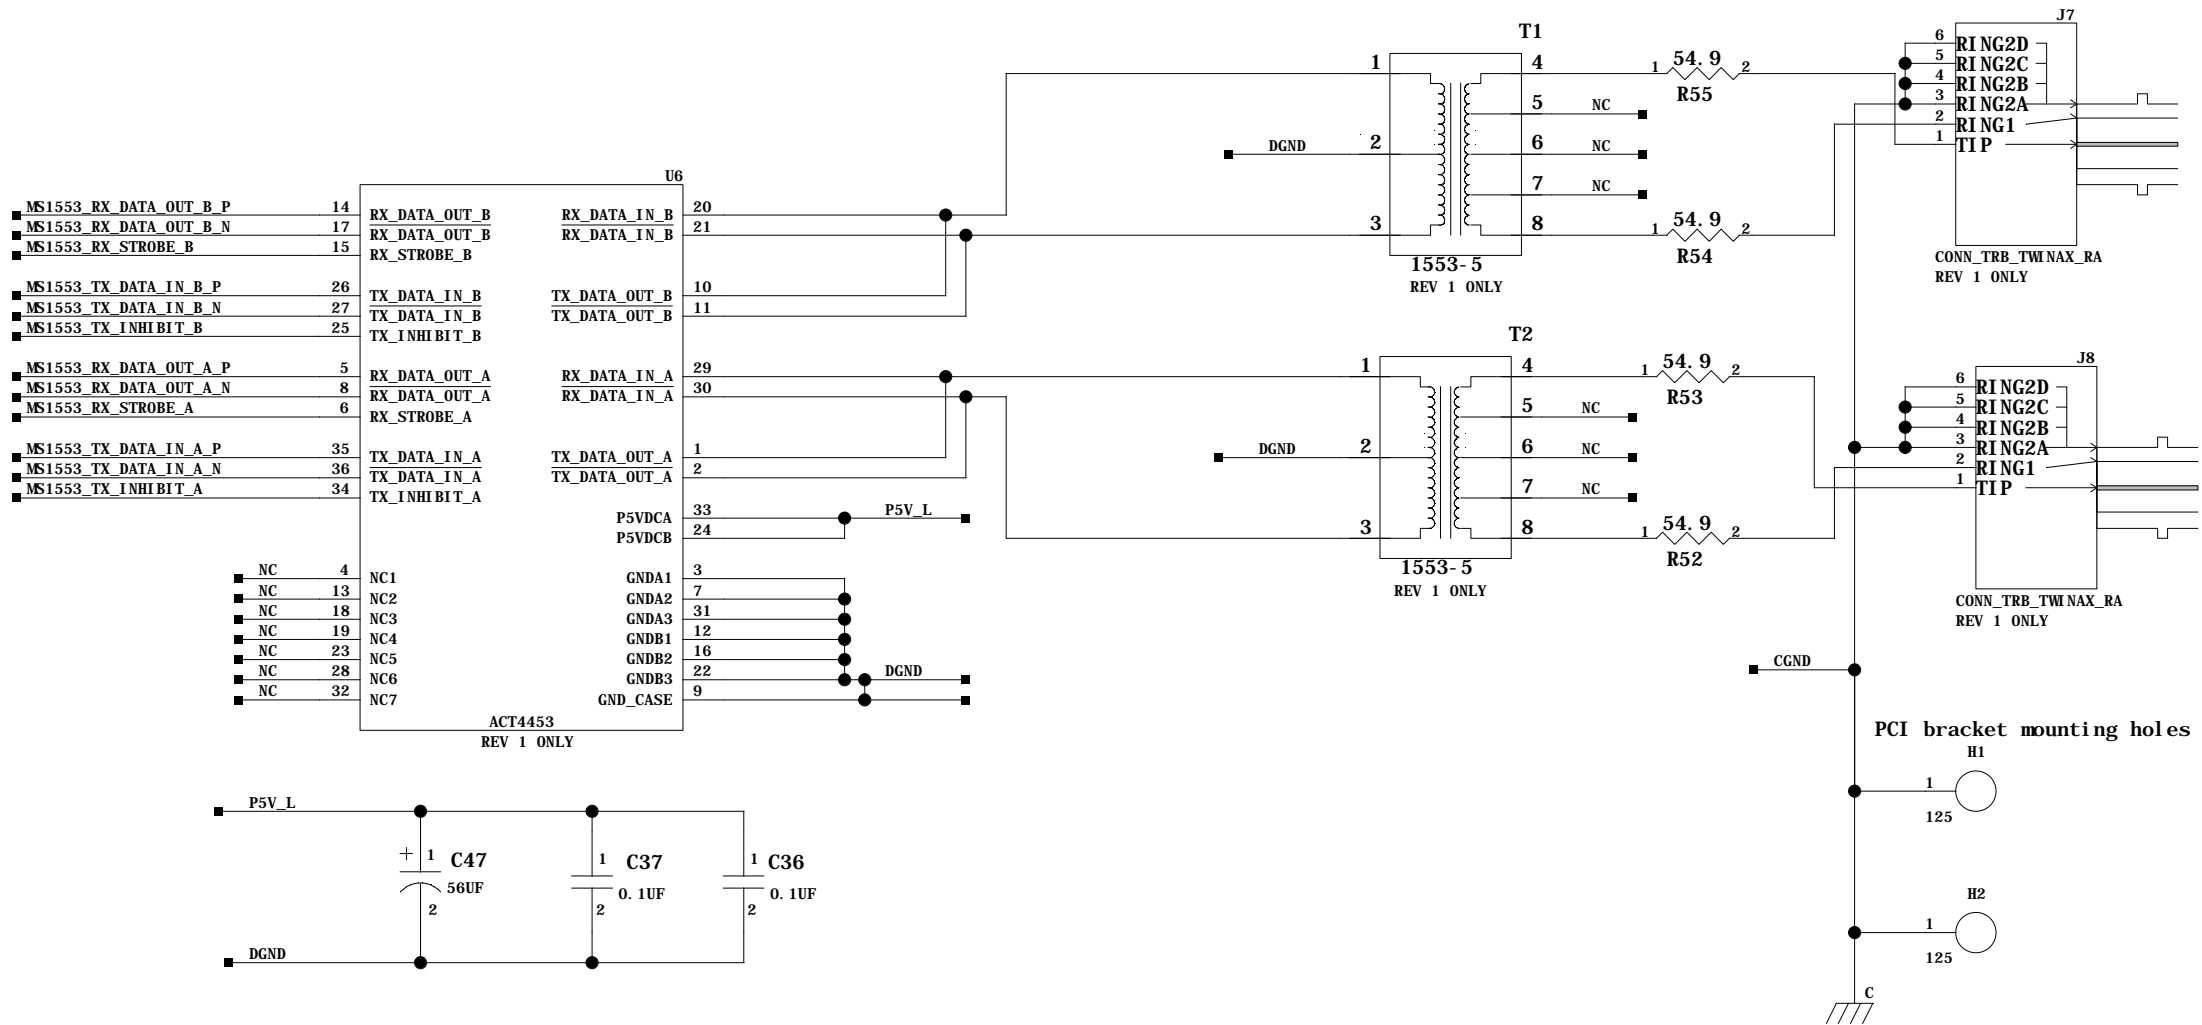 T1
1 4
5 NC
DGND 2 6 NC
7 NC
3 8
1553-5
REV 1 ONLY
54.9
1 2
R55
54.9
1 2
R54
J7
6 RING2D
5 RING2C
4 RING2B
3 RING2A
2 RING1
1 TIP
CONN_TRB_TWINAX_RA
REV 1 ONLY
U6
MS1553_RX_DATA_OUT_B_P 14 RX_DATA_OUT_B RX_DATA_IN_B 20
MS1553_RX_DATA_OUT_B_N 17 RX_DATA_OUT_B RX_DATA_IN_B 21
MS1553_RX_STROBE_B 15 RX_STROBE_B
MS1553_TX_DATA_IN_B_P 26 TX_DATA_IN_B TX_DATA_OUT_B 10
MS1553_TX_DATA_IN_B_N 27 TX_DATA_IN_B TX_DATA_OUT_B 11
MS1553_TX_INHIBIT_B 25 TX_INHIBIT_B
MS1553_RX_DATA_OUT_A_P 5 RX_DATA_OUT_A RX_DATA_IN_A 29
MS1553_RX_DATA_OUT_A_N 8 RX_DATA_OUT_A RX_DATA_IN_A 30
MS1553_RX_STROBE_A 6 RX_STROBE_A
MS1553_TX_DATA_IN_A_P 35 TX_DATA_IN_A TX_DATA_OUT_A 1
MS1553_TX_DATA_IN_A_N 36 TX_DATA_IN_A TX_DATA_OUT_A 2
MS1553_TX_INHIBIT_A 34 TX_INHIBIT_A
P5VDCA 33 P5V_L
P5VDCB 24
NC 4 NC1 GNDA1 3
NC 13 NC2 GNDA2 7
NC 18 NC3 GNDA3 31
NC 19 NC4 GNDB1 12
NC 23 NC5 GNDB2 16
NC 28 NC6 GNDB3 22 DGND
NC 32 NC7 GND_CASE 9
ACT4453
REV 1 ONLY
T2
1 4
5 NC
DGND 2 6 NC
7 NC
3 8
1553-5
REV 1 ONLY
54.9
1 2
R53
54.9
1 2
R52
J8
6 RING2D
5 RING2C
4 RING2B
3 RING2A
2 RING1
1 TIP
CONN_TRB_TWINAX_RA
REV 1 ONLY
CGND
PCI bracket mounting holes
H1
1
125
H2
1
125
C
P5V_L
+ 1 C47
56UF
2
1 C37
0.1UF
2
1 C36
0.1UF
2
DGND